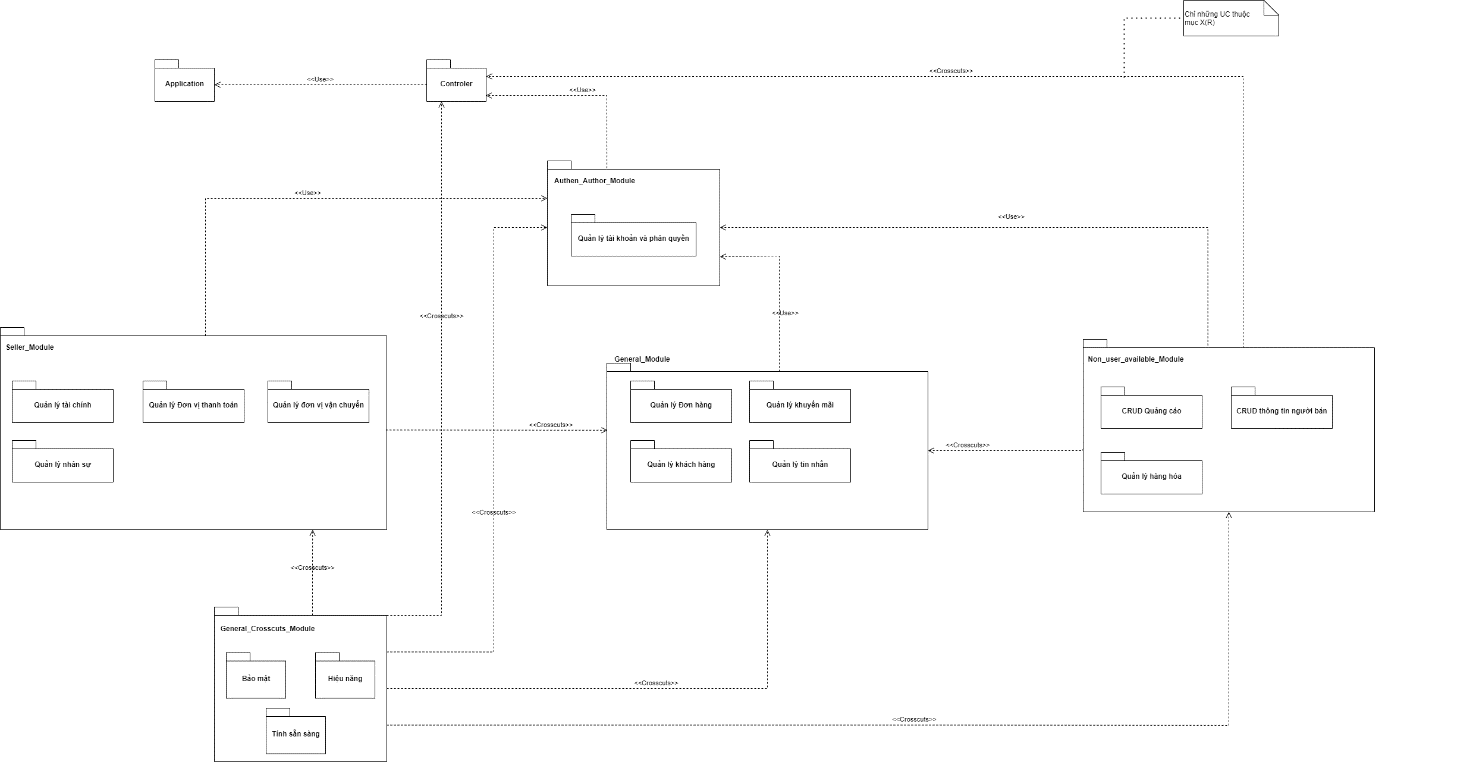 Chỉ những UC thuộc
mục X(R)
Application
<<Use>>
Controler
<<Crosscuts>>
<<Use>>
Authen_Author_Module
Quản lý tài khoản và phân quyền
<<Use>>
<<Use>>
<<Crosscuts>>
<<Use>>
Seller_Module
Quản lý tài chính
Quản lý Đơn vị thanh toán
Quản lý đơn vị vận chuyển
Quản lý nhân sự
<<Crosscuts>>
General_Module
Quản lý Đơn hàng
Quản lý khuyến mãi
Quản lý khách hàng
Quản lý tin nhắn
<<Crosscuts>>
Non_user_available_Module
CRUD Quảng cáo
CRUD thông tin người bán
Quản lý hàng hóa
<<Crosscuts>>
<<Crosscuts>>
General_Crosscuts_Module
Bảo mật
Hiệu năng
Tính sẵn sàng
<<Crosscuts>>
<<Crosscuts>>